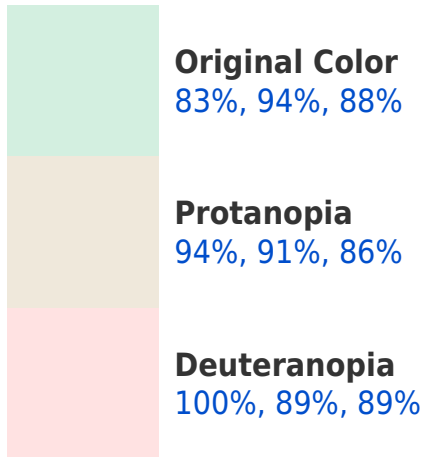 Original Color
83%, 94%, 88%
Protanopia
94%, 91%, 86%
Deuteranopia
100%, 89%, 89%